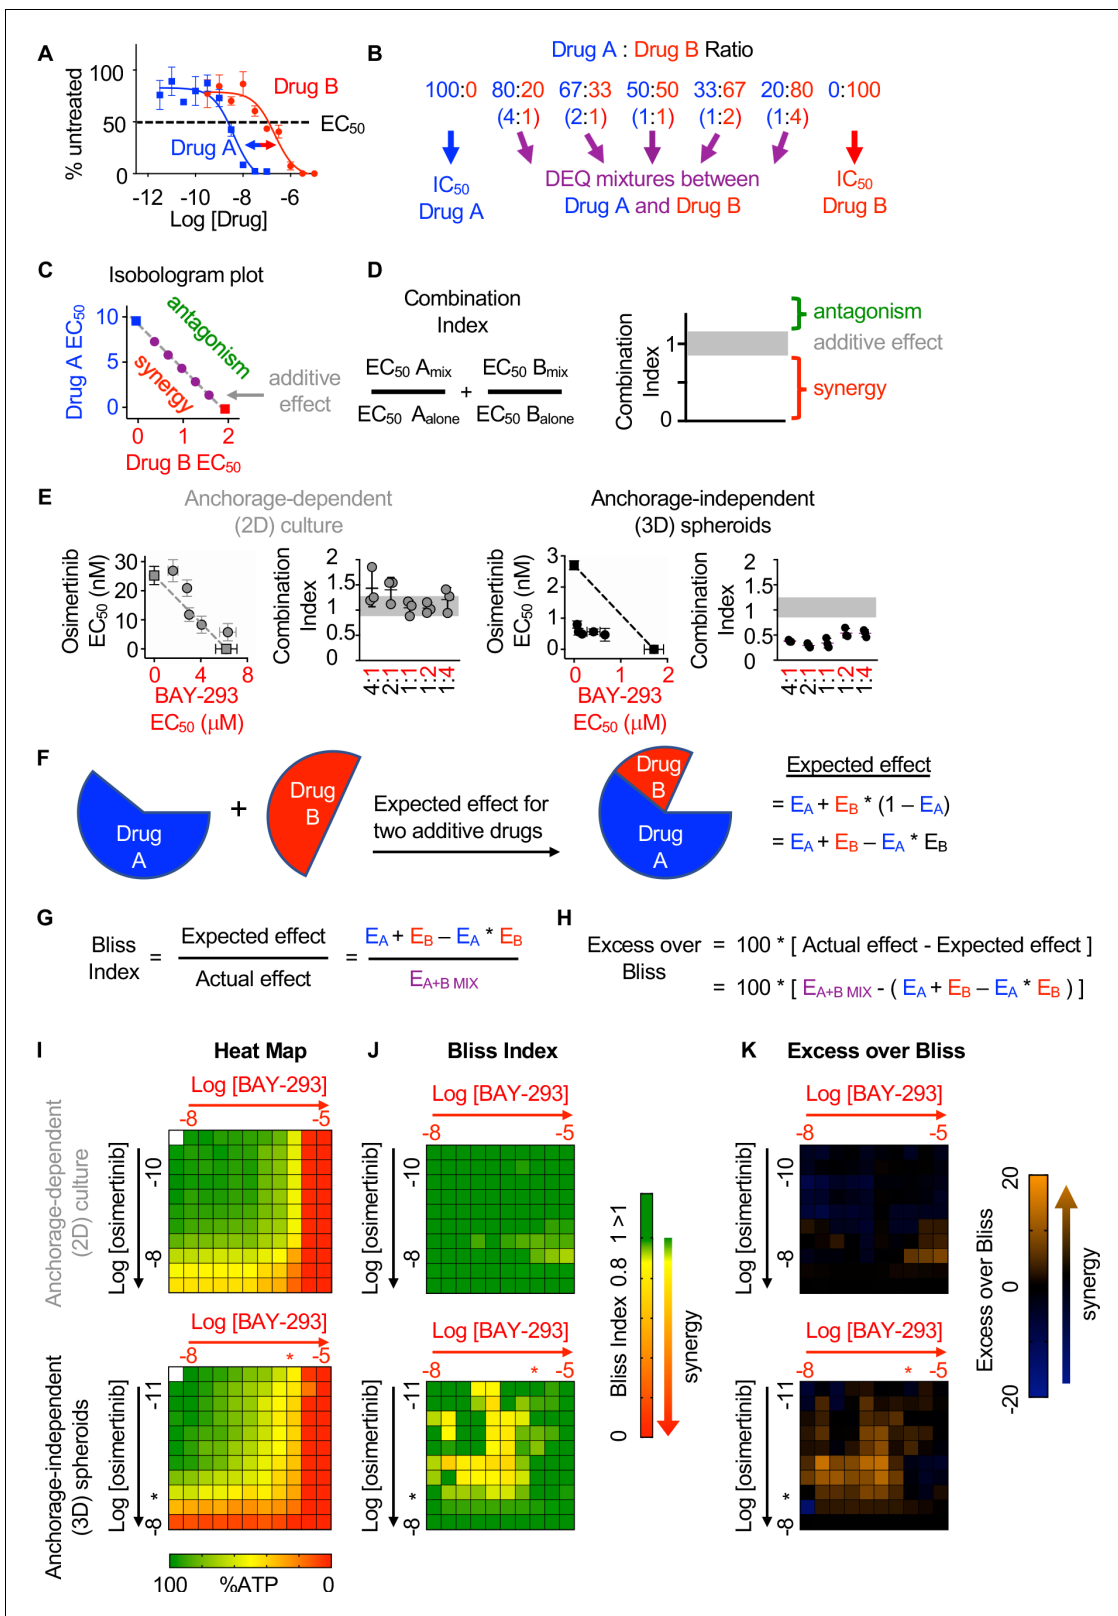 A
% untreated
100
50
0
Drug B
EC50
Drug A
-12 -10 -8 -6
Log [Drug]
B
Drug A : Drug B Ratio
100:0 80:20 67:33 50:50 33:67 20:80 0:100
(4:1) (2:1) (1:1) (1:2) (1:4)
IC50
Drug A
DEQ mixtures between
Drug A and Drug B
IC50
Drug B
C
Isobologram plot
Drug A EC50
10
5
0
antagonism
synergy
additive
effect
0 1 2
Drug B EC50
D
Combination
Index
EC50 Amix
EC50 Aalone
+
EC50 Bmix
EC50 Balone
Combination
Index
1
0
antagonism
additive effect
synergy
E
Anchorage-dependent
(2D) culture
Osimertinib
EC50 (nM)
30
20
10
0
0 4 8
BAY-293
EC50 (µM)
Combination
Index
2
1.5
1
0.5
0
4:1 2:1 1:1 1:2 1:4
Anchorage-independent
(3D) spheroids
Osimertinib
EC50 (nM)
3
2
1
0
0 1 2
BAY-293
EC50 (µM)
Combination
Index
2
1.5
1
0.5
0
4:1 2:1 1:1 1:2 1:4
F
Drug
A
+
Drug
B
Expected effect for
two additive drugs
Drug
B
Drug
A
Expected effect
= EA + EB * (1 – EA)
= EA + EB – EA * EB
G
Bliss
Index
=
Expected effect
Actual effect
=
EA + EB – EA * EB
EA+B MIX
H
Excess over
Bliss
= 100 * [ Actual effect - Expected effect ]
= 100 * [ EA+B MIX - ( EA + EB – EA * EB ) ]
I
Heat Map
J
Bliss Index
K
Excess over Bliss
Anchorage-dependent
(2D) culture
Log [BAY-293]
-8 -5
Log [osimertinib]
-10
-8
Log [BAY-293]
-8 -5
Log [osimertinib]
-10
-8
Log [BAY-293]
-8 -5
Log [osimertinib]
-10
-8
Anchorage-independent
(3D) spheroids
Log [BAY-293]
-8 * -5
Log [osimertinib]
-11
*
-8
Log [BAY-293]
-8 * -5
Log [osimertinib]
-11
*
-8
Log [BAY-293]
-8 * -5
Log [osimertinib]
-11
*
-8
Bliss Index
0 0.8 1 >1
synergy
Excess over Bliss
20
0
-20
synergy
100 %ATP 0